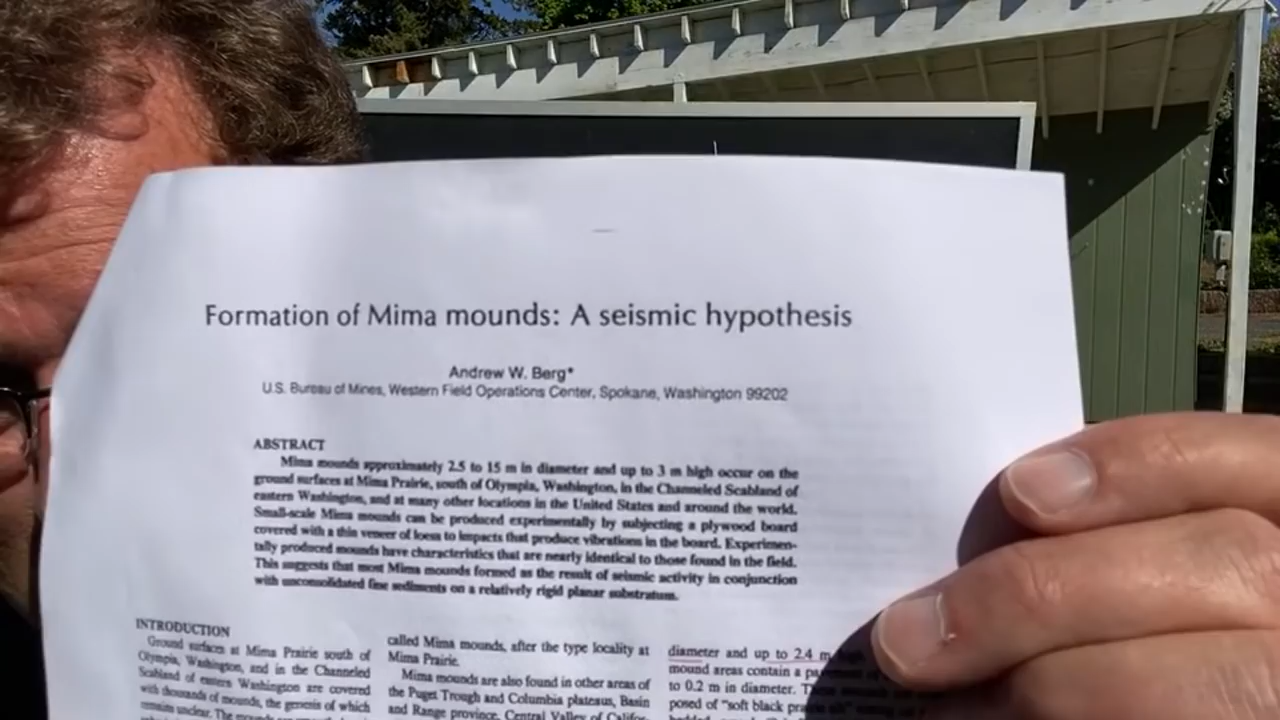 Formation of Mima mounds: A seismic hypothesis
Andrew W. Berg*
U.S. Bureau of Mines, Western Field Operations Center, Spokane, Washington 99202
ABSTRACT
Mima mounds approximately 2.5 to 15 m in diameter and up to 3 m high occur on the
ground surfaces at Mima Prairie, south of Olympia, Washington, in the Channeled Scabland of
eastern Washington, and at many other locations in the United States and around the world.
Small-scale Mima mounds can be produced experimentally by subjecting a plywood board
covered with a thin veneer of loess to impacts that produce vibrations in the board. Experimen-
tally produced mounds have characteristics that are nearly identical to those found in the field.
This suggests that most Mima mounds formed as the result of seismic activity in conjunction
with unconsolidated fine sediments on a relatively rigid planar substratum.
INTRODUCTION
Ground surfaces at Mima Prairie south of
Olympia, Washington, and in the Channeled
Scabland of eastern Washington are covered
with thousands of mounds, the genesis of which
remains unclear. The mounds
called Mima mounds, after the type locality at
Mima Prairie.
Mima mounds are also found in other areas of
the Puget Trough and Columbia plateaus, Basin
and Range province, Central Valley of Califor-
diameter and up to 2.4 m
mound areas contain a
to 0.2 m in diameter.
posed of "soft black prairie silt"